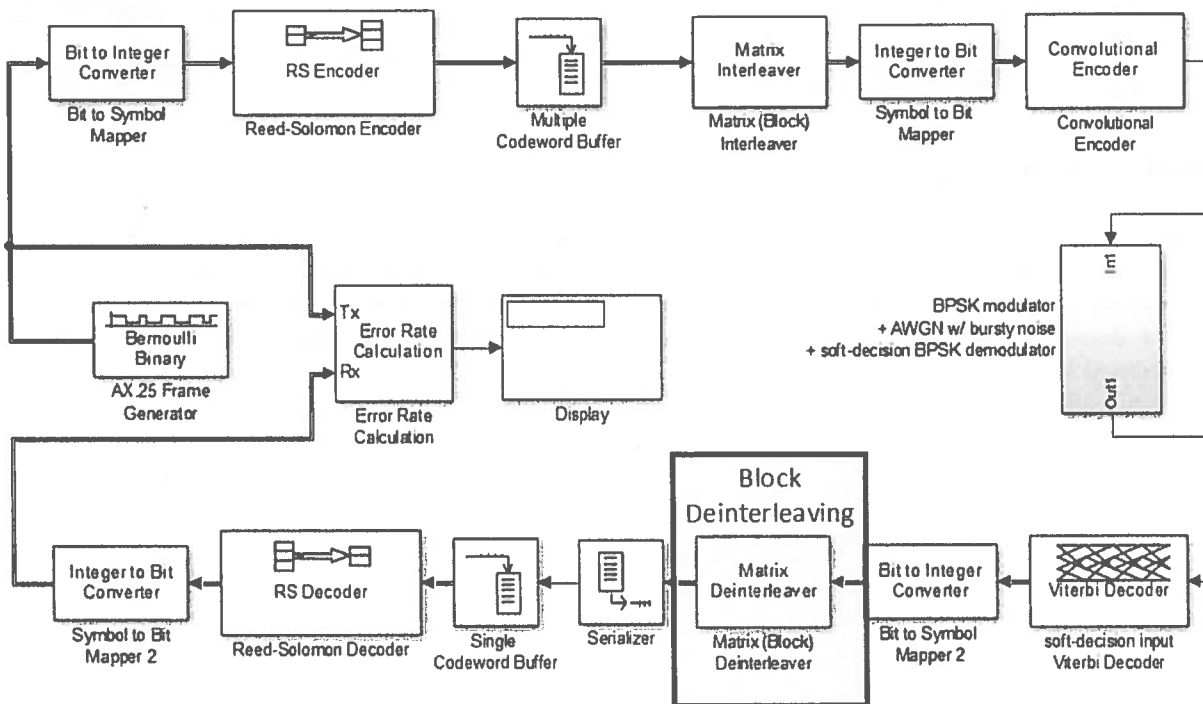 Bit to Integer
Converter
Bit to Symbol
Mapper
RS Encoder
Reed-Solomon Encoder
Multiple
Codeword Buffer
Matrix
Interleaver
Matrix (Block)
Interleaver
Integer to Bit
Converter
Symbol to Bit
Mapper
Convolutional
Encoder
Convolutional
Encoder
Bernoulli
Binary
AX.25 Frame
Generator
Tx
Error Rate
Calculation
Rx
Error Rate
Calculation
Display
BPSK modulator
+ AWGN w/ bursty noise
+ soft-decision BPSK demodulator
In1
Out1
Integer to Bit
Converter
Symbol to Bit
Mapper 2
RS Decoder
Reed-Solomon Decoder
Single
Codeword Buffer
Serializer
Block
Deinterleaving
Matrix
Deinterleaver
Matrix (Block)
Deinterleaver
Bit to Integer
Converter
Bit to Symbol
Mapper 2
Viterbi Decoder
soft-decision input
Viterbi Decoder